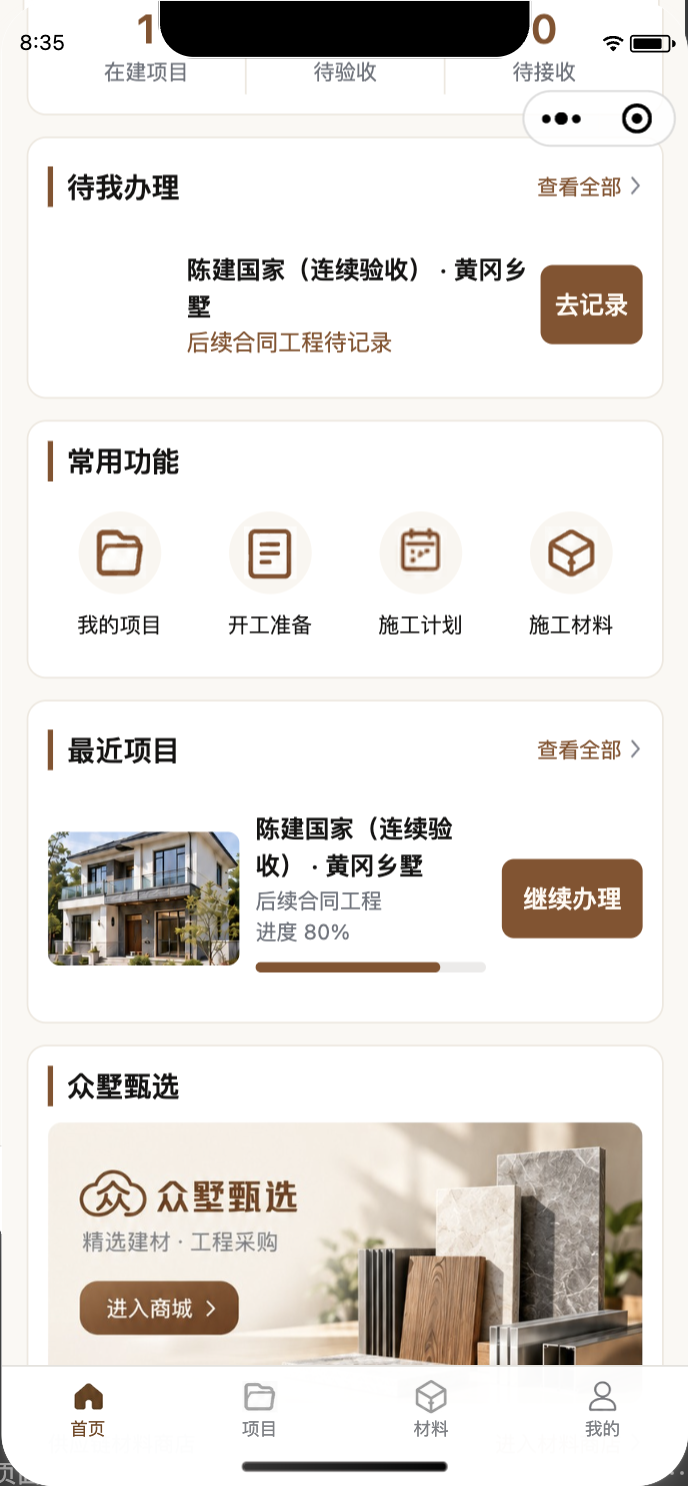 8:35
1
0
在建项目
待验收
待接收
待我办理
查看全部
陈建国家（连续验收）· 黄冈乡
墅
后续合同工程待记录
去记录
常用功能
我的项目
开工准备
施工计划
施工材料
最近项目
查看全部
陈建国家（连续验
收）· 黄冈乡墅
后续合同工程
进度 80%
继续办理
众墅甄选
众 众墅甄选
精选建材 · 工程采购
进入商城
首页
项目
材料
我的